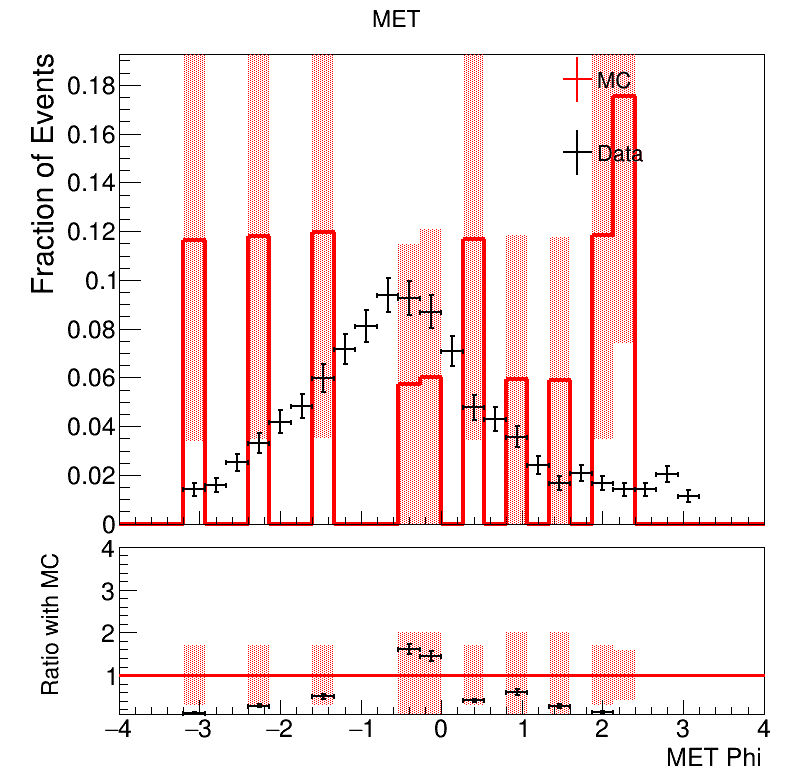 MET
Fraction of Events
0.18
0.16
0.14
0.12
0.1
0.08
0.06
0.04
0.02
0
MC
Data
Ratio with MC
4
3
2
1
−4 −3 −2 −1 0 1 2 3 4
MET Phi